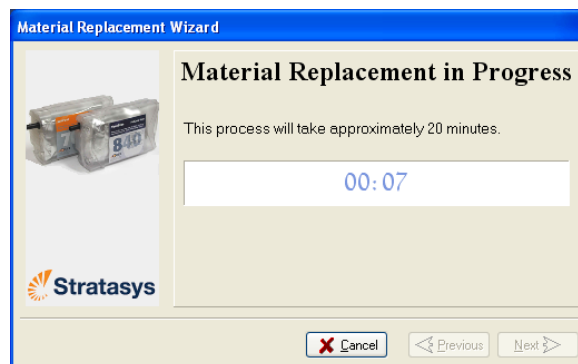 Material Replacement Wizard
Material Replacement in Progress
840
This process will take approximately 20 minutes.
00:07
Stratasys
Cancel
Previous
Next